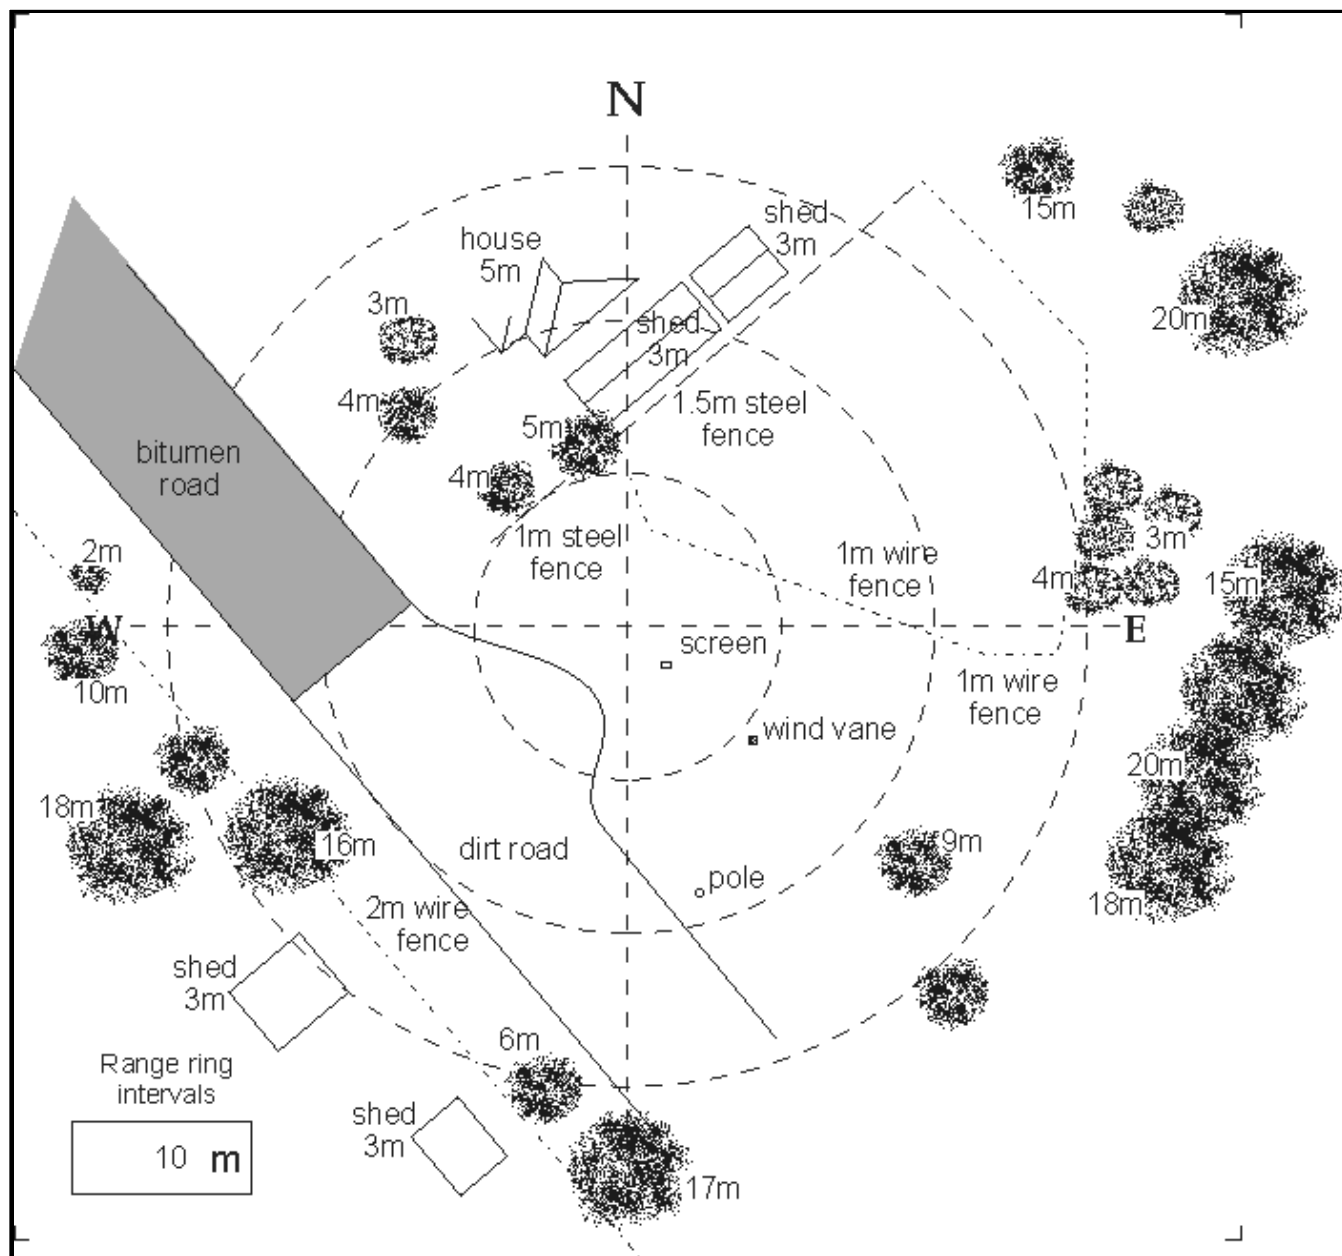 N
shed
3m
15m
house
5m
20m
3m
shed
3m
4m
1.5m steel
fence
5m
bitumen
road
4m
1m steel
fence
1m wire
fence
3m
2m
4m
15m
W
E
screen
10m
1m wire
fence
wind vane
20m
18m
16m
9m
dirt road
pole
18m
2m wire
fence
shed
3m
6m
Range ring
intervals
10 m
shed
3m
17m